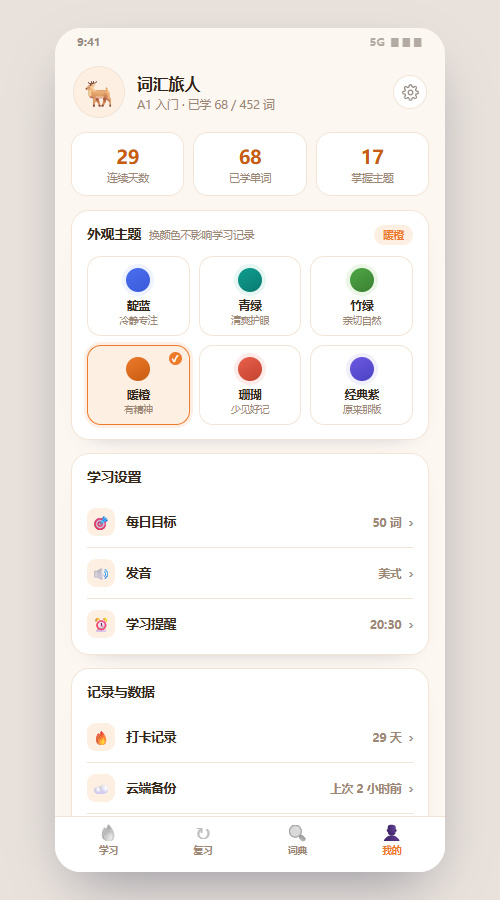 9:41
5G
词汇旅人
A1 入门 · 已学 68 / 452 词
29
连续天数
68
已学单词
17
掌握主题
外观主题 换颜色不影响学习记录 暖橙
靛蓝
冷静专注
青绿
清爽护眼
竹绿
亲切自然
暖橙
有精神
珊瑚
少见好记
经典紫
原来那版
学习设置
每日目标 50 词 ›
发音 美式 ›
学习提醒 20:30 ›
记录与数据
打卡记录 29 天 ›
云端备份 上次 2 小时前 ›
学习
复习
词典
我的